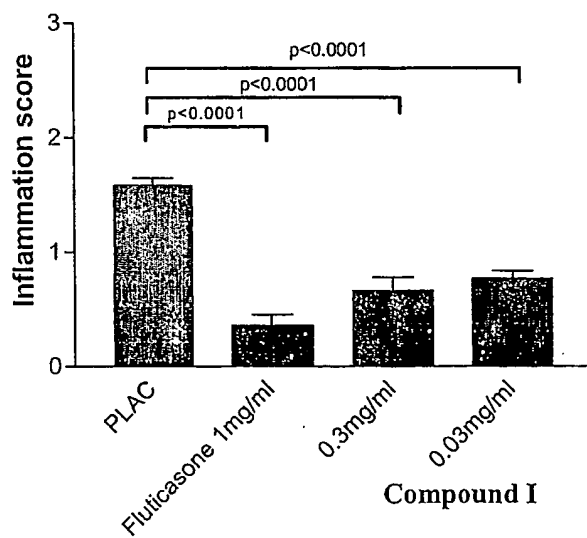 3
p<0.0001
p<0.0001
p<0.0001
2
Inflammation score
1
0
PLAC
Fluticasone 1mg/ml
0.3mg/ml
0.03mg/ml
Compound I